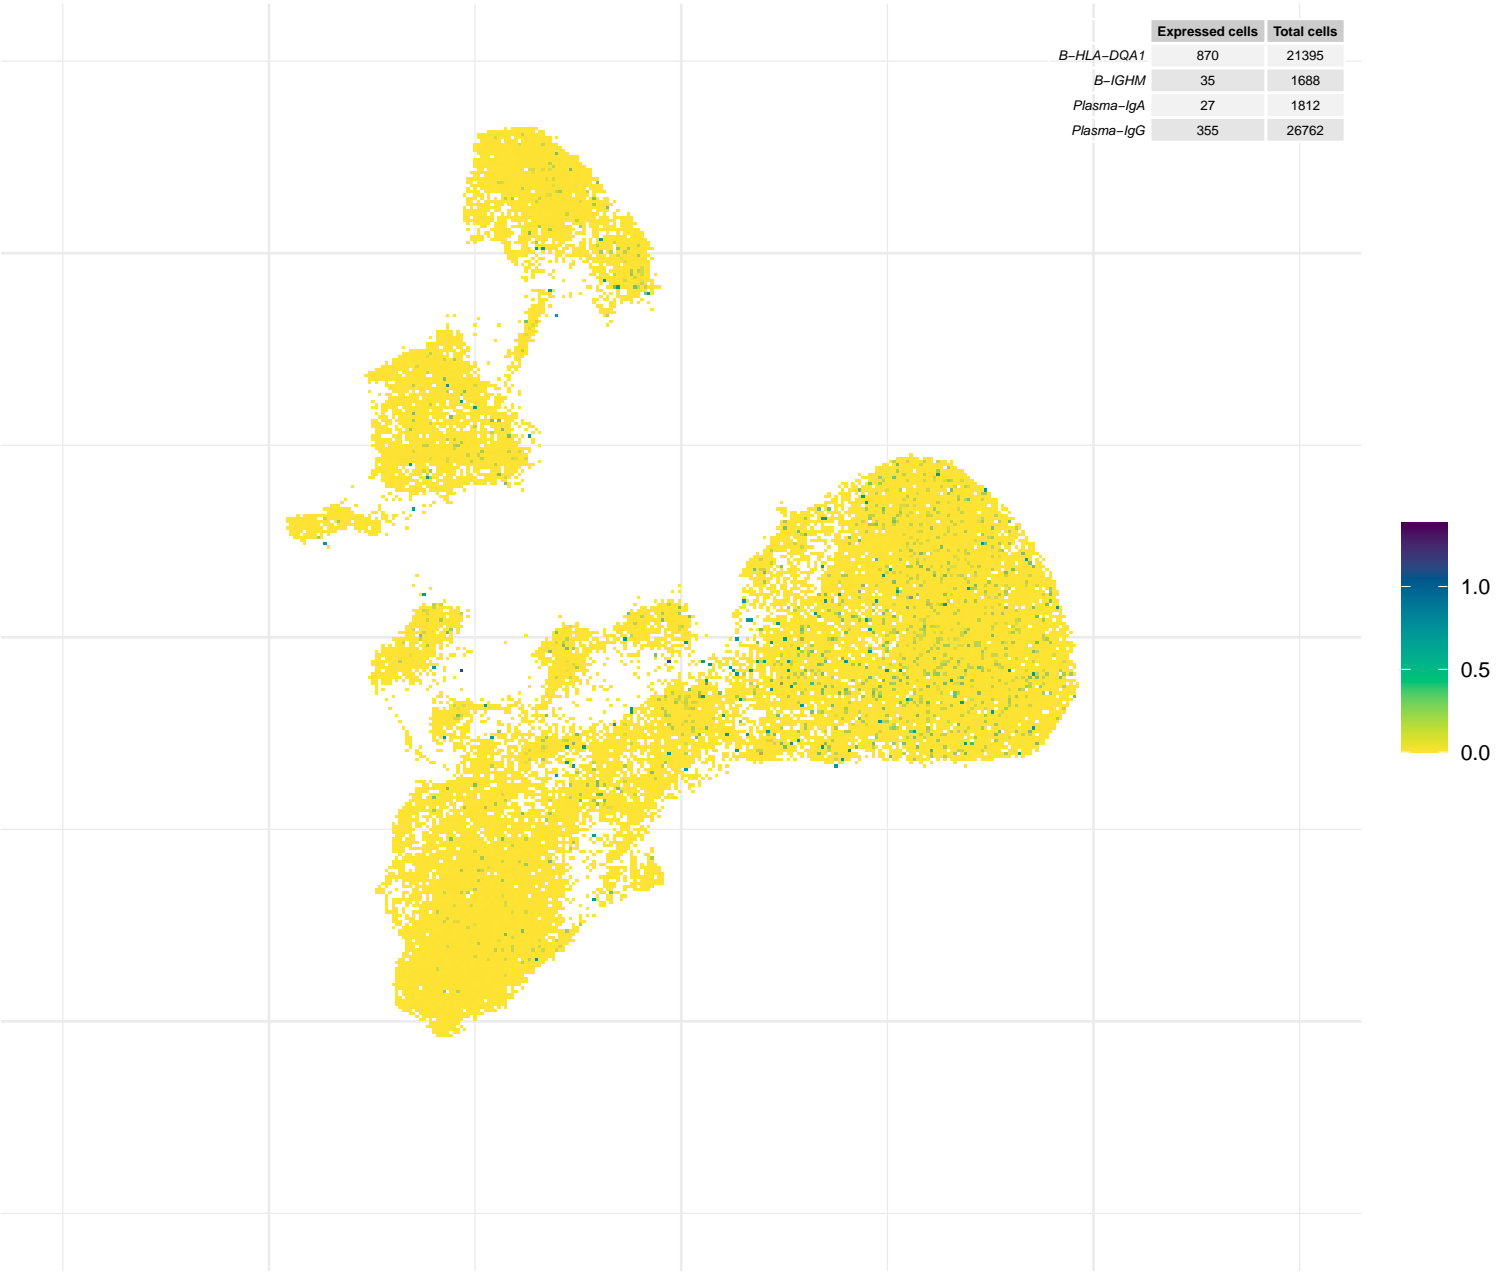 Expressed cells Total cells
B-HLA-DQA1 870 21395
B-IGHM 35 1688
Plasma-IgA 27 1812
Plasma-IgG 355 26762
1.0
0.5
0.0